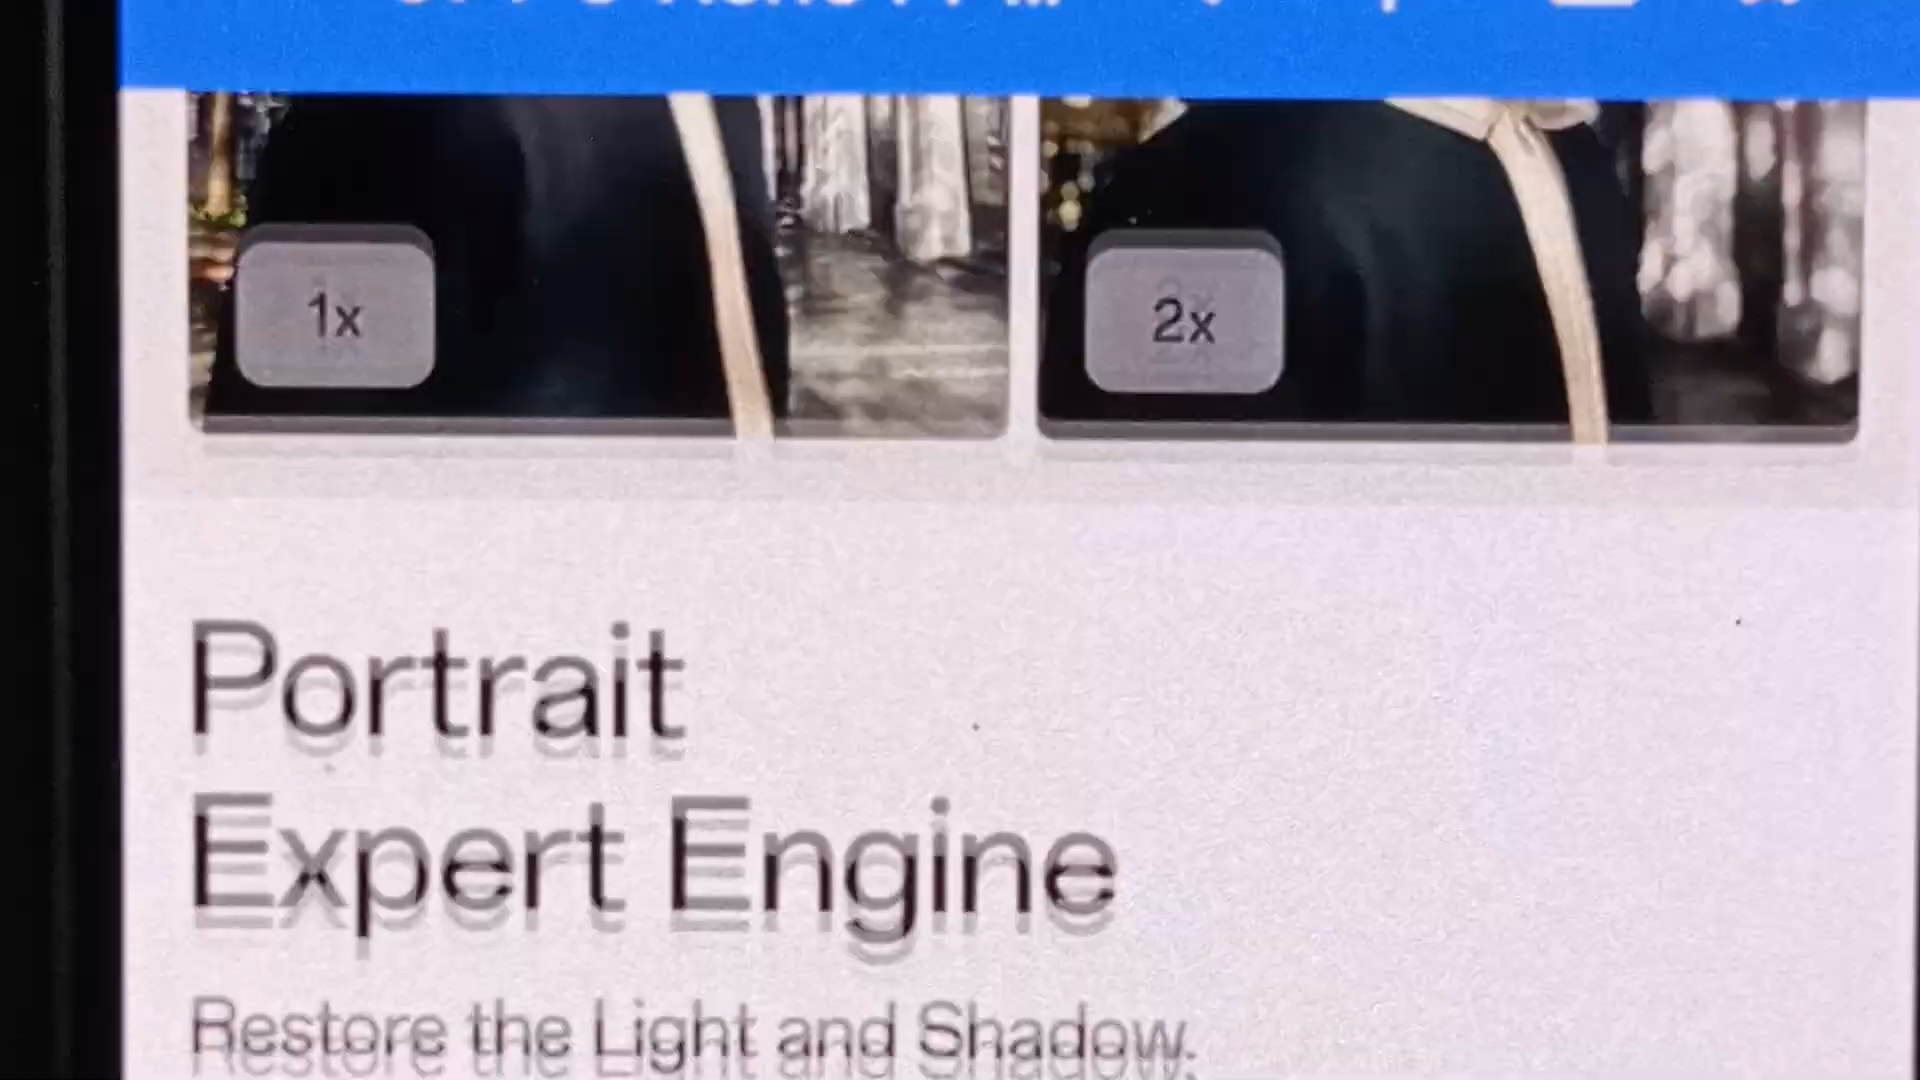 1x
2x
Portrait
Expert Engine
Restore the Light and Shadow.